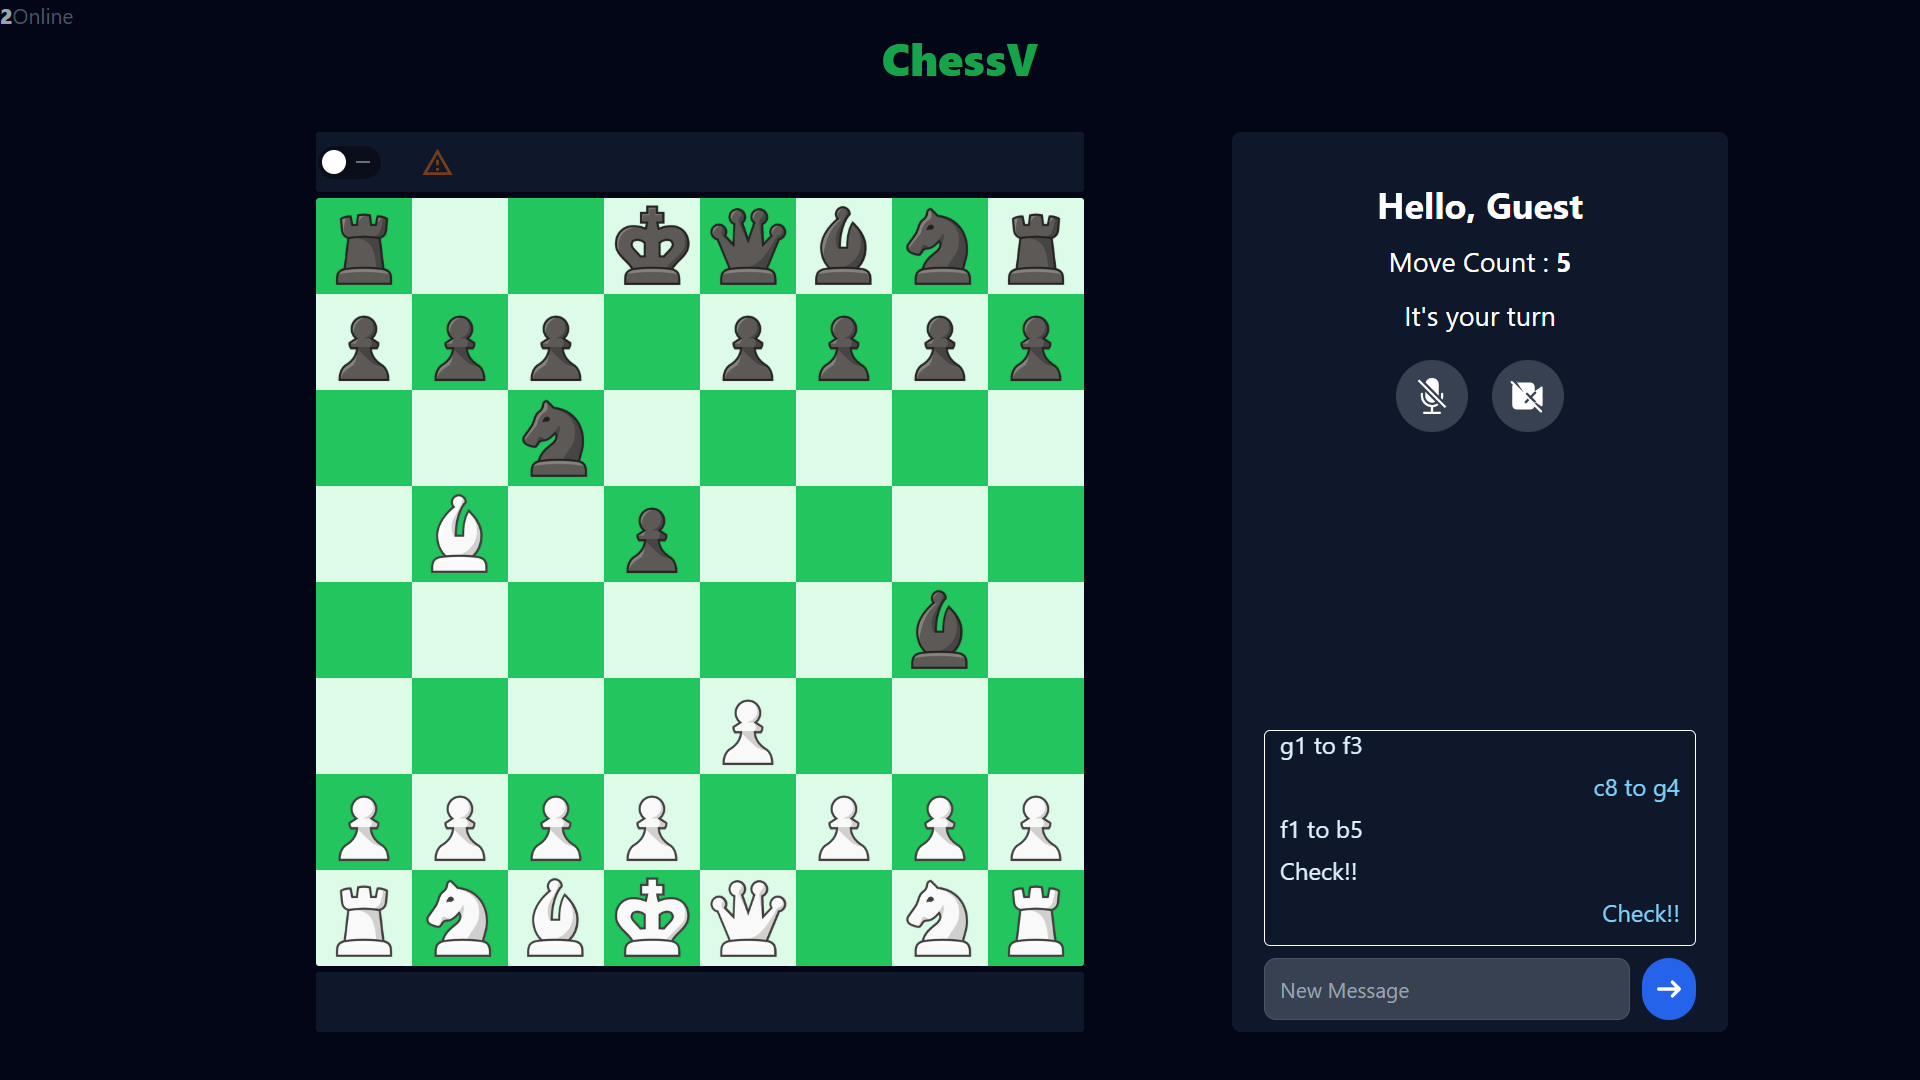 2Online
ChessV
Hello, Guest
Move Count : 5
It's your turn
g1 to f3
c8 to g4
f1 to b5
Check!!
Check!!
New Message